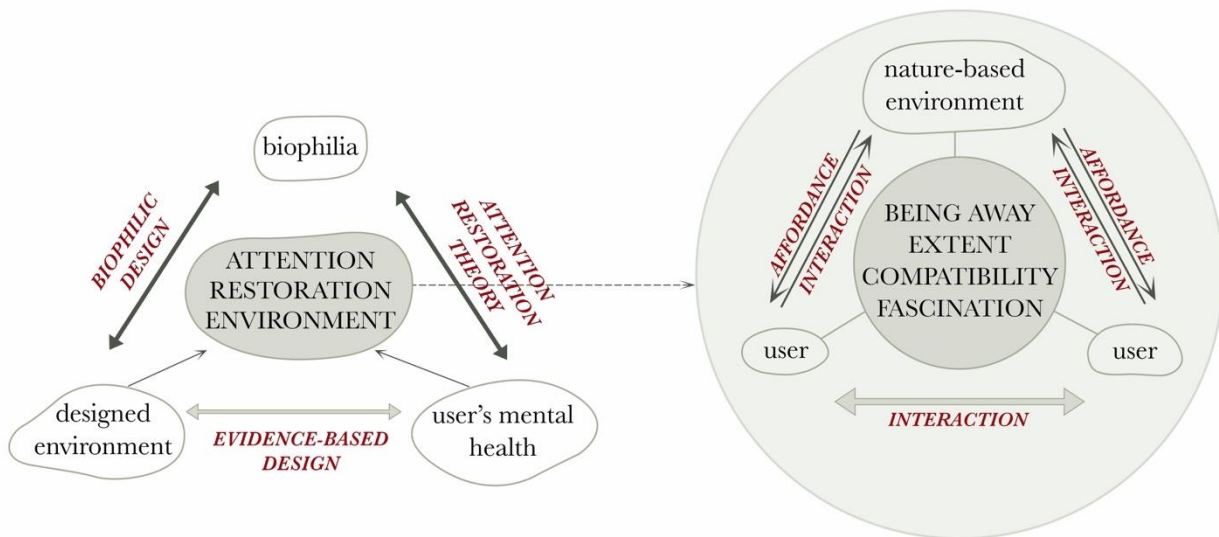 biophilia
BIOPHILIC
DESIGN
ATTENTION
RESTORATION
THEORY
ATTENTION
RESTORATION
ENVIRONMENT
designed
environment
EVIDENCE-BASED
DESIGN
user's mental
health
nature-based
environment
AFFORDANCE
INTERACTION
BEING AWAY
EXTENT
COMPATIBILITY
FASCINATION
AFFORDANCE
INTERACTION
user
user
INTERACTION